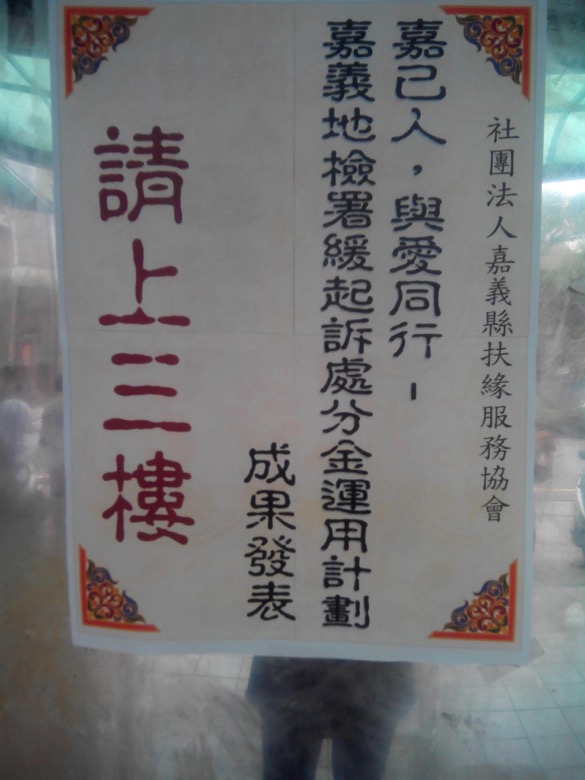 社團法人嘉義縣扶緣服務協會
嘉己人，與愛同行－
嘉義地檢署緩起訴處分金運用計劃
成果發表
請上三樓